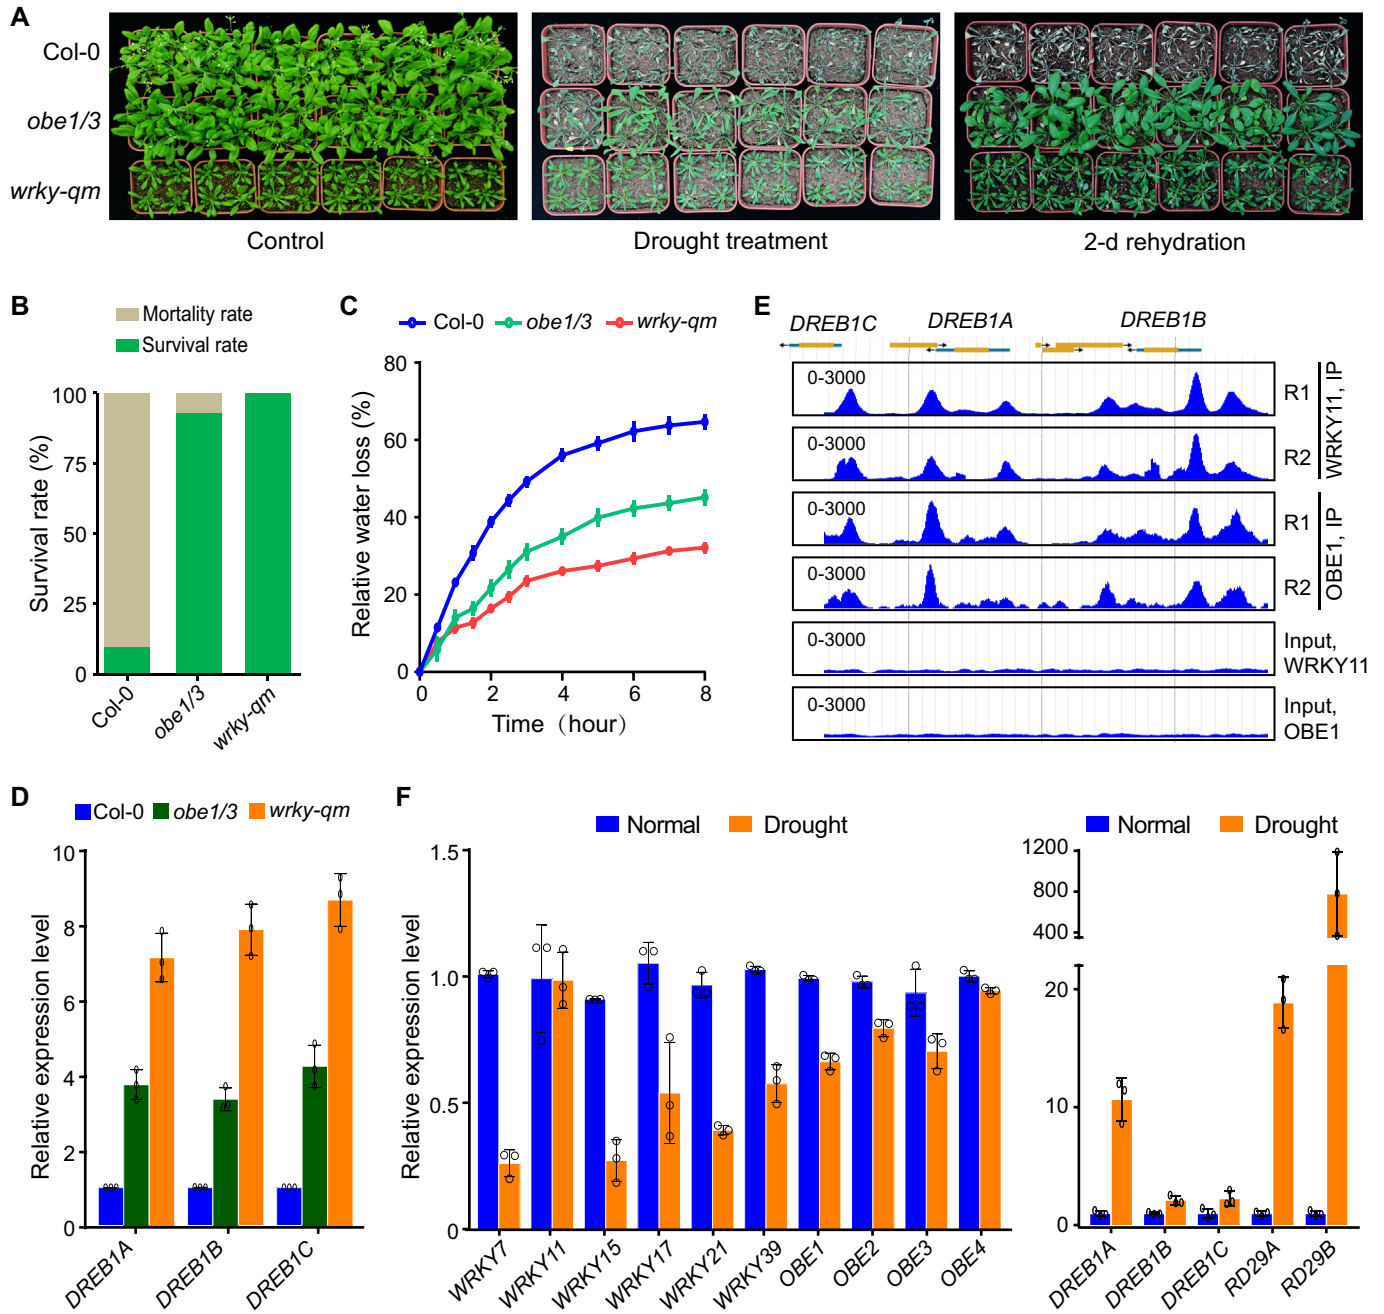 A
Col-0
obe1/3
wrky-qm
Control
Drought treatment
2-d rehydration
B
Mortality rate
Survival rate
Survival rate (%)
100
75
50
25
0
Col-0
obe1/3
wrky-qm
C
Col-0
obe1/3
wrky-qm
Relative water loss (%)
80
60
40
20
0
0
2
4
6
8
Time (hour)
E
DREB1C
DREB1A
DREB1B
0-3000
R1
0-3000
R2
WRKY11, IP
0-3000
R1
0-3000
R2
OBE1, IP
0-3000
Input,
WRKY11
0-3000
Input,
OBE1
D
Col-0
obe1/3
wrky-qm
Relative expression level
10
8
6
4
2
0
DREB1A
DREB1B
DREB1C
F
Normal
Drought
Relative expression level
1.5
1.0
0.5
0
WRKY7
WRKY11
WRKY15
WRKY17
WRKY21
WRKY39
OBE1
OBE2
OBE3
OBE4
Normal
Drought
1200
800
400
20
10
0
DREB1A
DREB1B
DREB1C
RD29A
RD29B